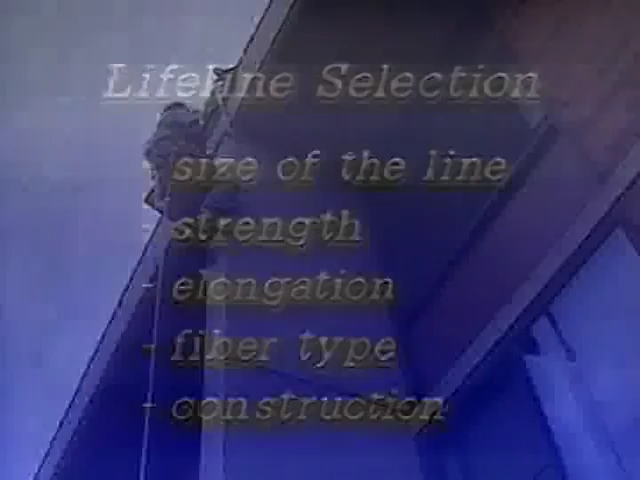 Lifeline Selection
- size of the line
- strength
- elongation
- fiber type
- construction